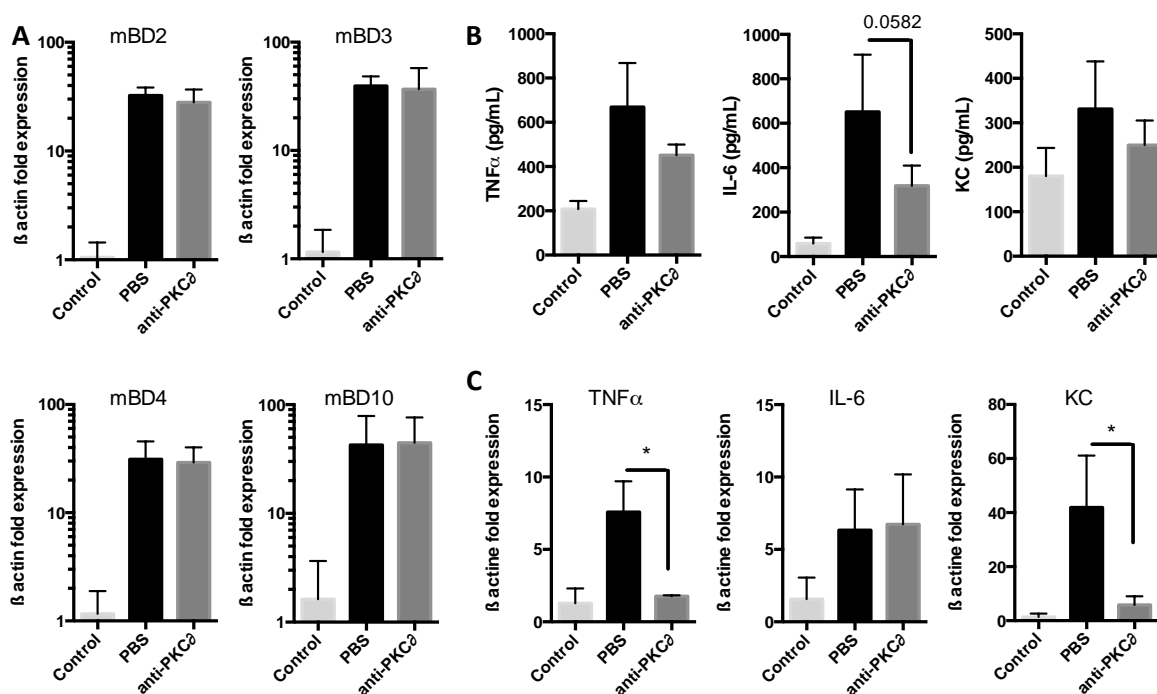 A
mBD2
ß actin fold expression
100
10
1
Control
PBS
anti-PKC∂
mBD3
ß actin fold expression
100
10
1
Control
PBS
anti-PKC∂
B
TNFα (pg/mL)
1000
800
600
400
200
0
Control
PBS
anti-PKC∂
0.0582
IL-6 (pg/mL)
1000
800
600
400
200
0
Control
PBS
anti-PKC∂
KC (pg/mL)
500
400
300
200
100
0
Control
PBS
anti-PKC∂
mBD4
ß actin fold expression
100
10
1
Control
PBS
anti-PKC∂
mBD10
ß actin fold expression
100
10
1
Control
PBS
anti-PKC∂
C
TNFα
ß actine fold expression
15
10
5
0
*
Control
PBS
anti-PKC∂
IL-6
ß actine fold expression
15
10
5
0
Control
PBS
anti-PKC∂
KC
ß actine fold expression
80
60
40
20
0
*
Control
PBS
anti-PKC∂